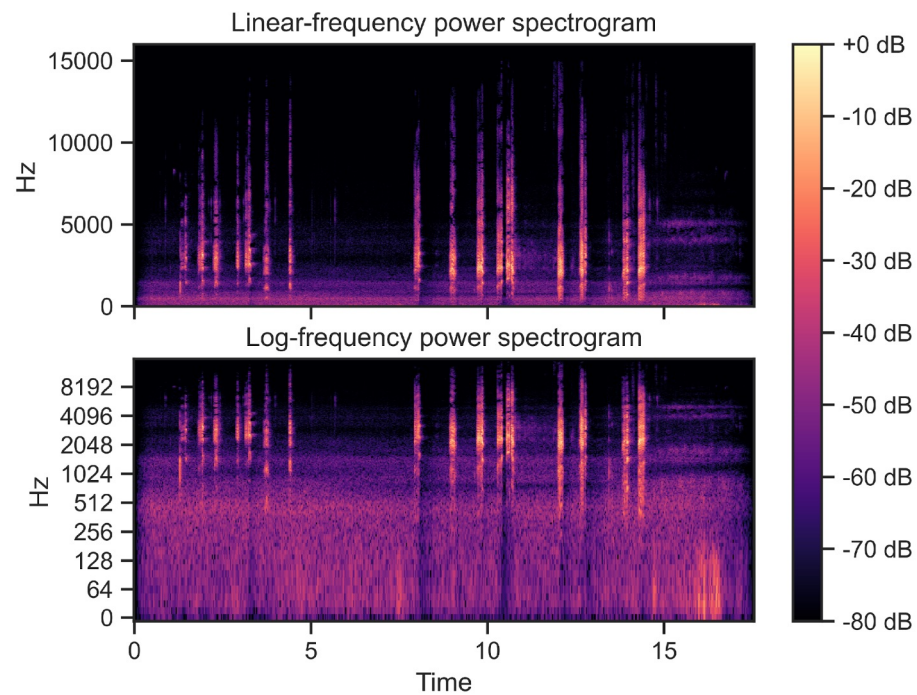 Linear-frequency power spectrogram
15000
10000
5000
0
Hz
Log-frequency power spectrogram
8192
4096
2048
1024
512
256
128
64
0
Hz
0 5 10 15
Time
+0 dB
-10 dB
-20 dB
-30 dB
-40 dB
-50 dB
-60 dB
-70 dB
-80 dB